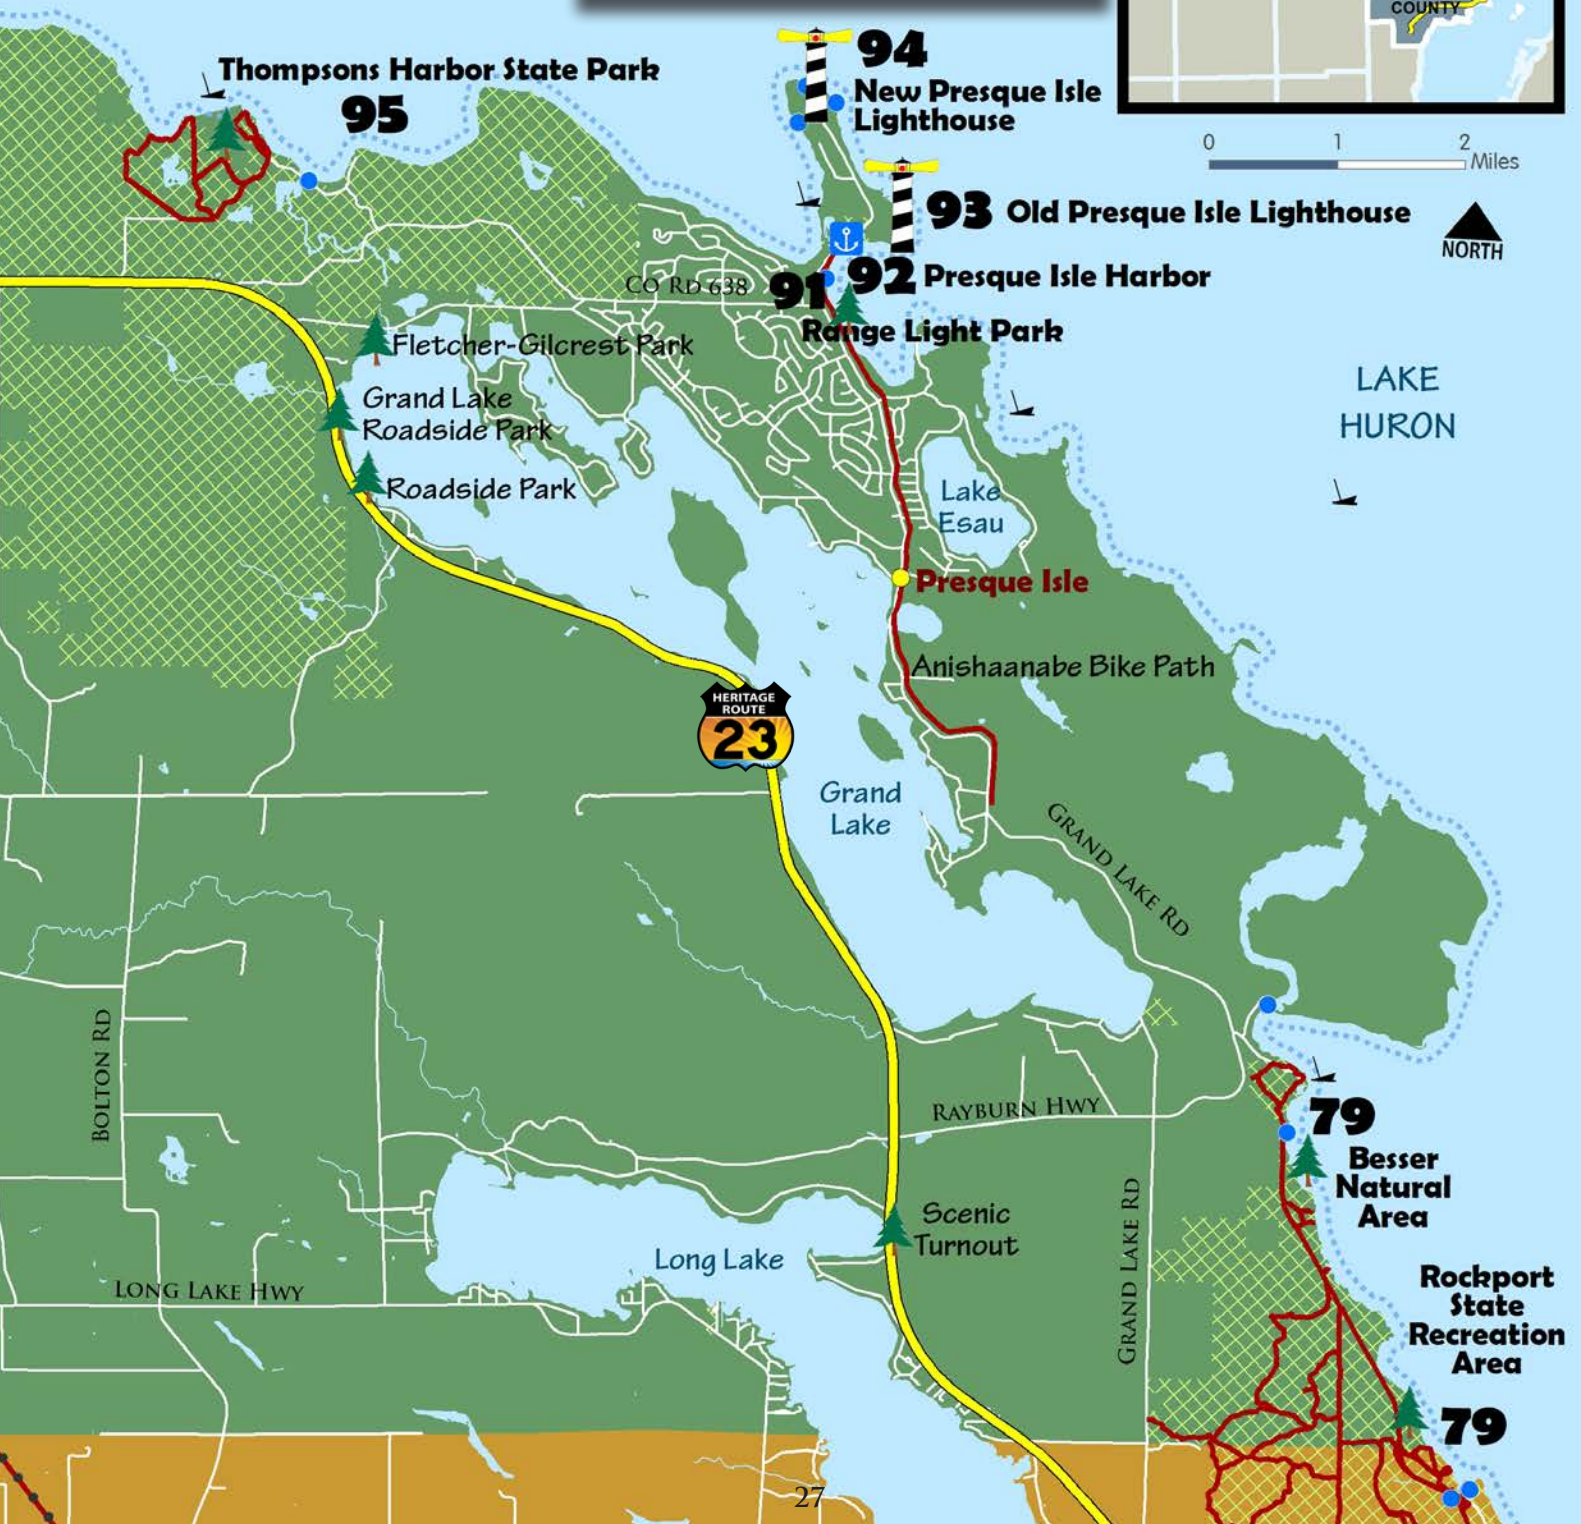 COUNTY
94
New Presque Isle
Lighthouse
Thompsons Harbor State Park
95
0 1 2
Miles
93 Old Presque Isle Lighthouse
NORTH
92 Presque Isle Harbor
CO RD 638
91
Range Light Park
Fletcher-Gilcrest Park
Grand Lake
Roadside Park
Roadside Park
LAKE
HURON
Lake
Esau
Presque Isle
Anishaanabe Bike Path
HERITAGE
ROUTE
23
Grand
Lake
GRAND LAKE RD
BOLTON RD
RAYBURN HWY
79
Besser
Natural
Area
GRAND LAKE RD
Scenic
Turnout
Long Lake
LONG LAKE HWY
Rockport
State
Recreation
Area
79
27